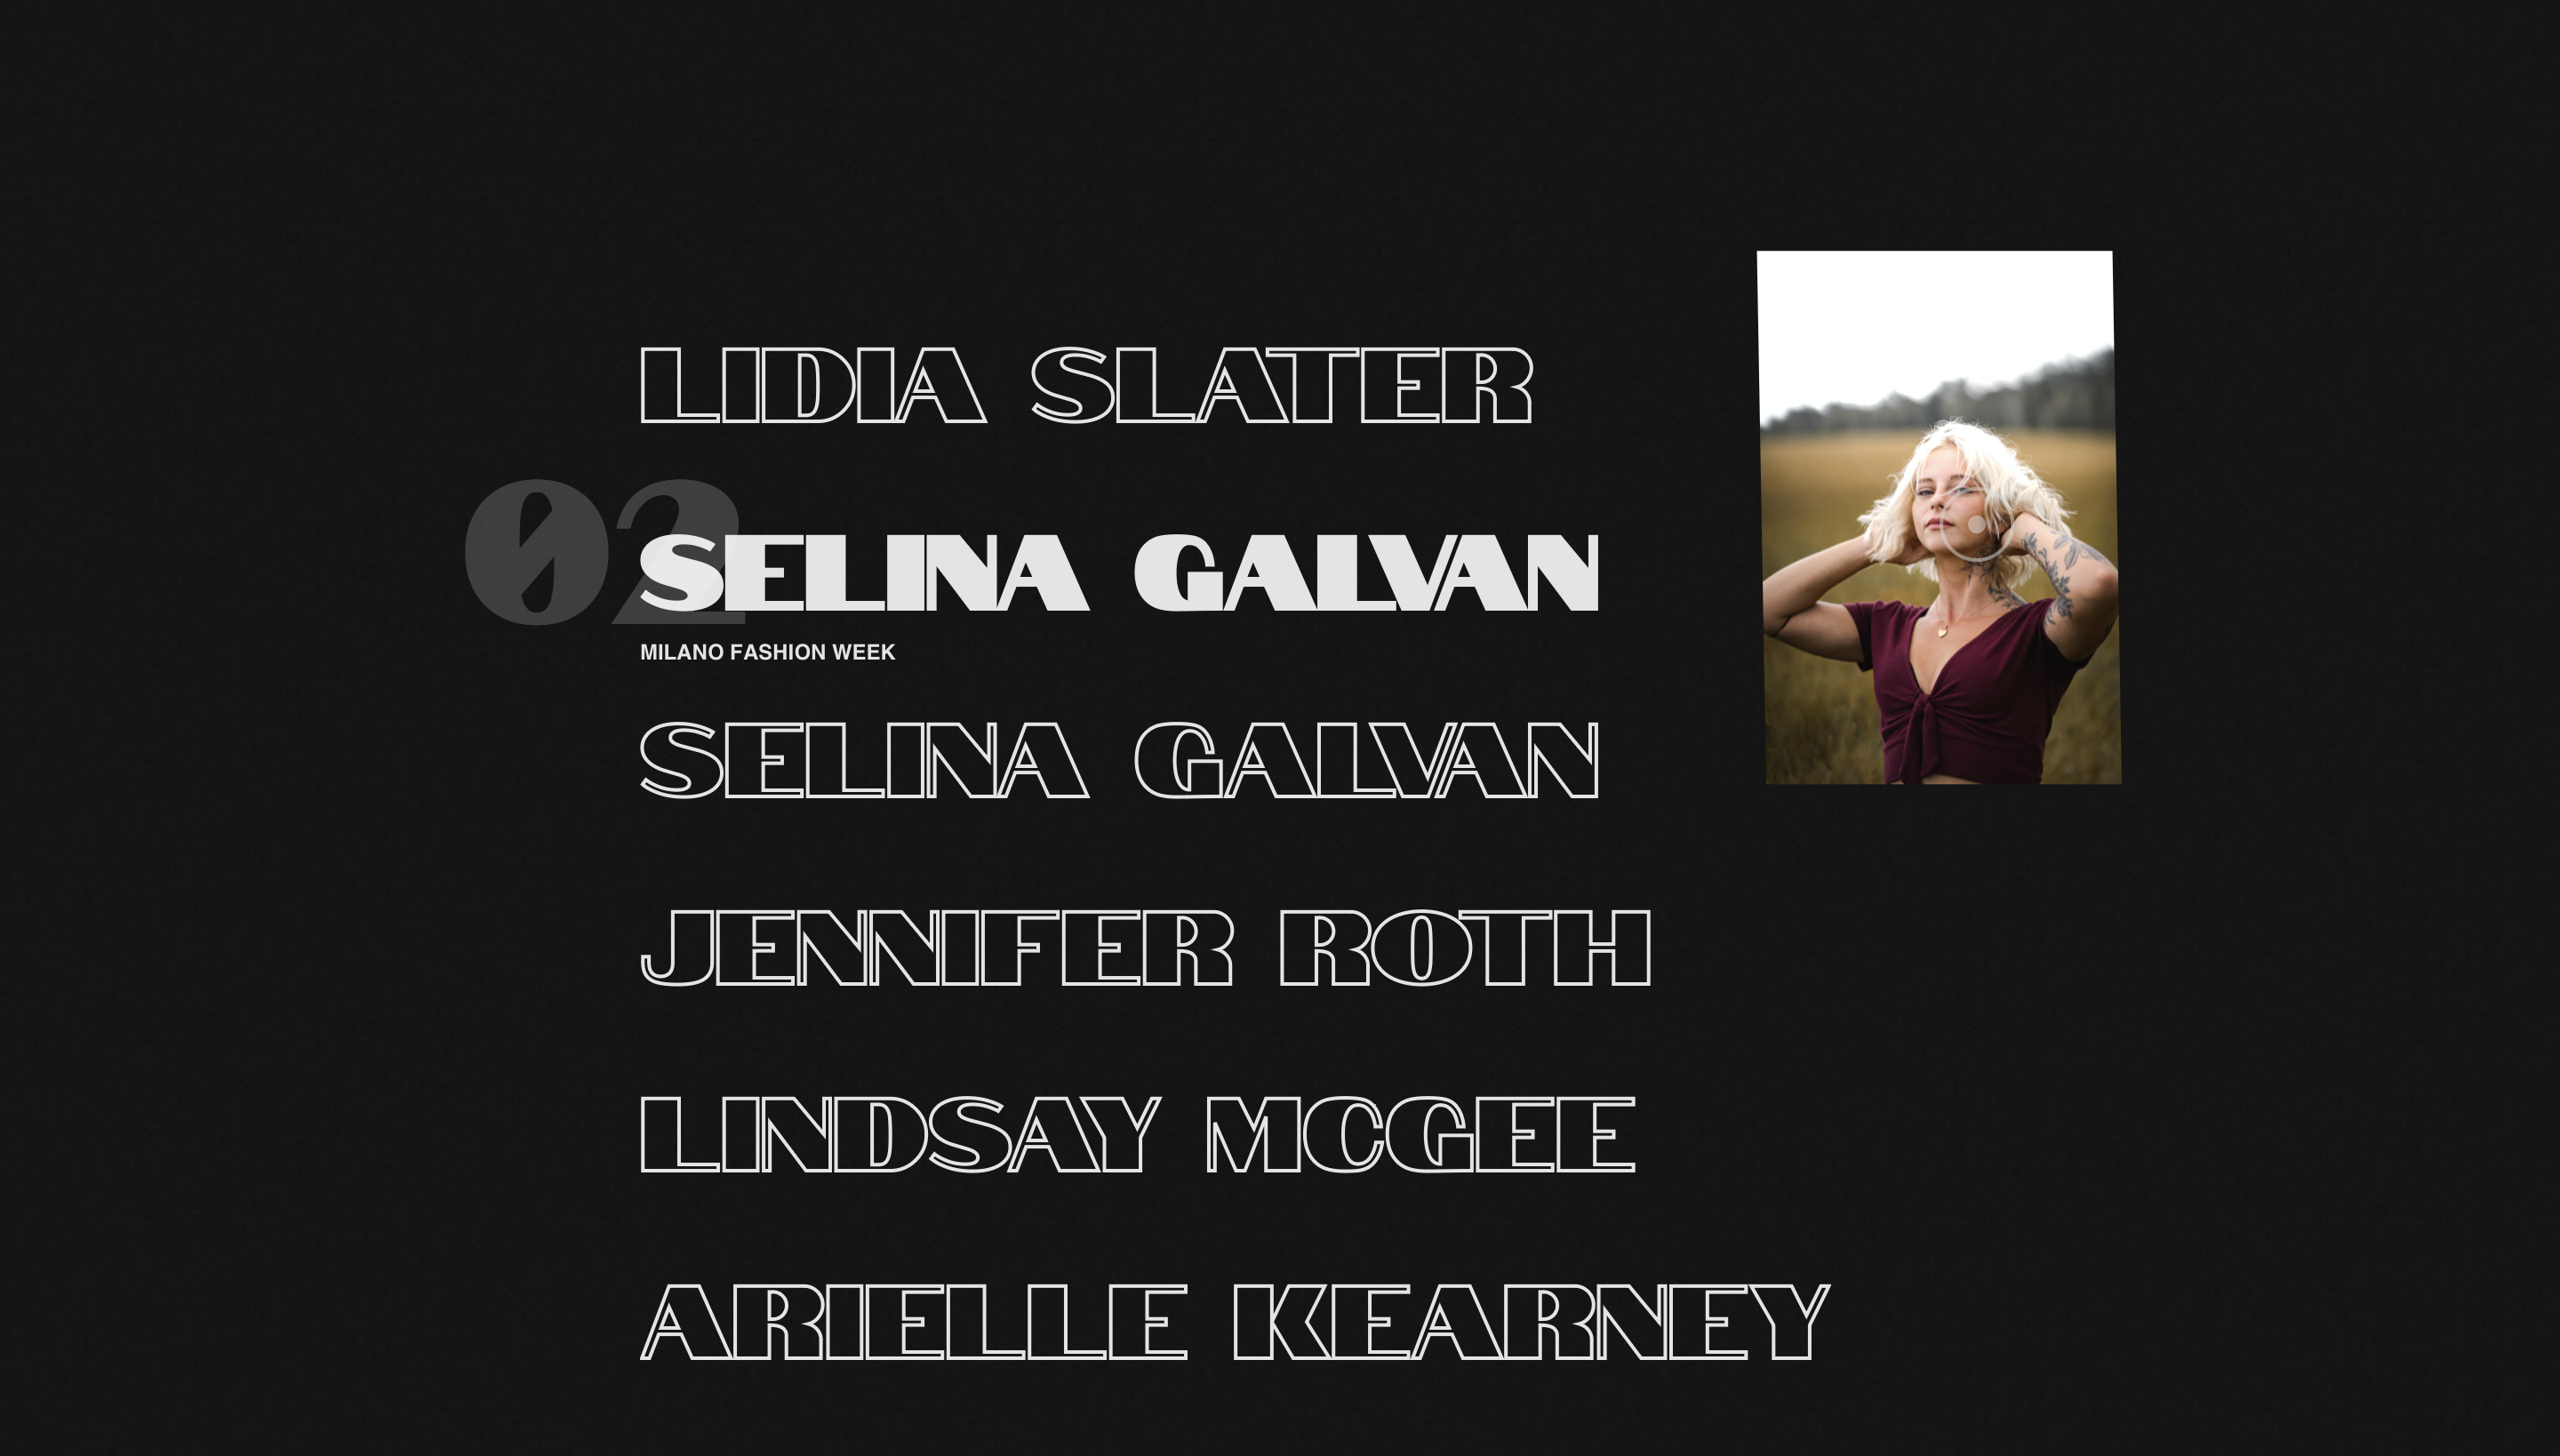 LIDIA SLATER
02
SELINA GALVAN
MILANO FASHION WEEK
SELINA GALVAN
JENNIFER ROTH
LINDSAY MCGEE
ARIELLE KEARNEY